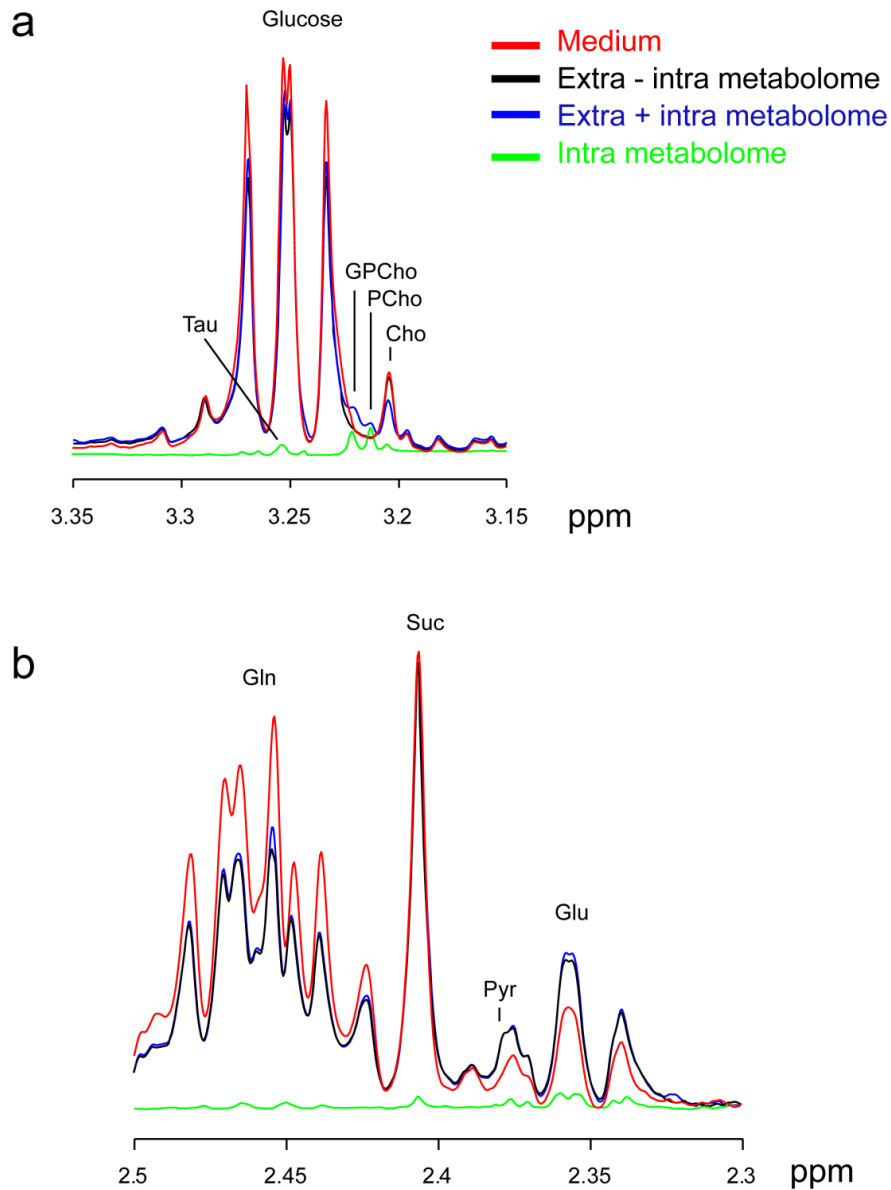 a
Glucose
Medium
Extra - intra metabolome
Extra + intra metabolome
Intra metabolome
GPCho
PCho
Tau
Cho
3.35 3.3 3.25 3.2 3.15 ppm
b
Suc
Gln
Glu
Pyr
2.5 2.45 2.4 2.35 2.3 ppm